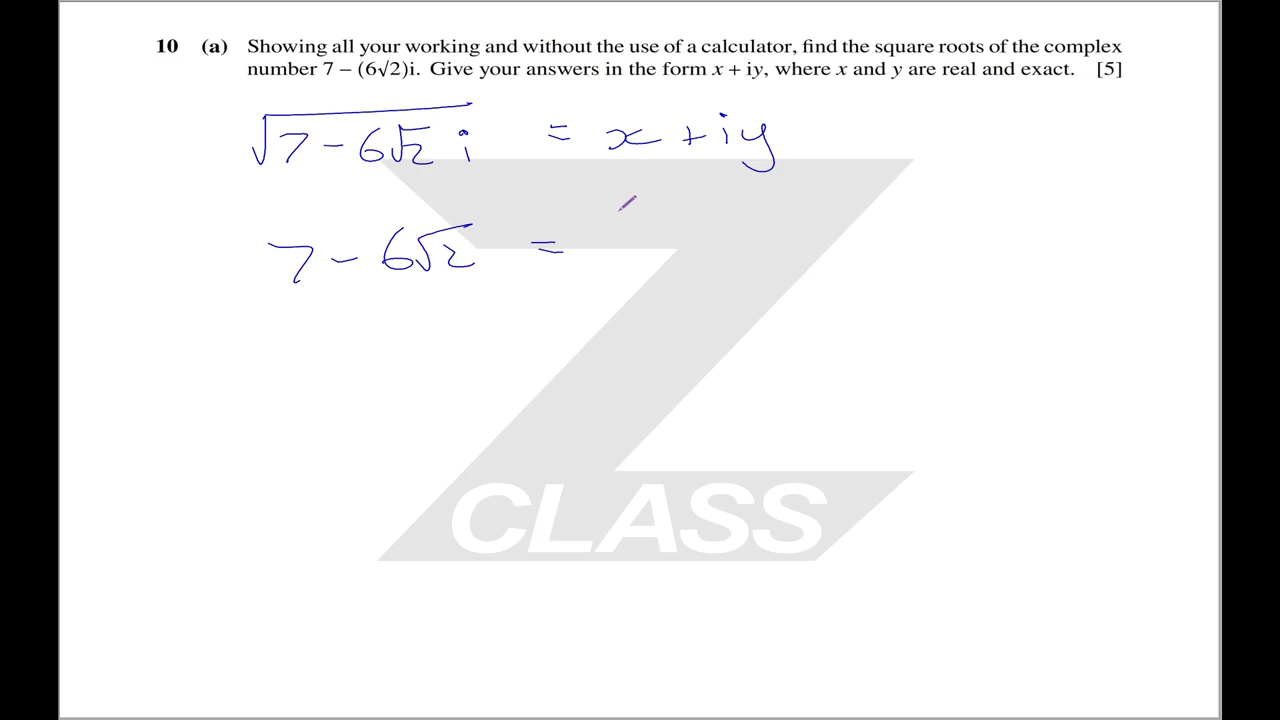 10 (a) Showing all your working and without the use of a calculator, find the square roots of the complex
number 7 − (6√2)i. Give your answers in the form x + iy, where x and y are real and exact. [5]
√7 − 6√2 i = x + iy
7 − 6√2 =
Z
CLASS